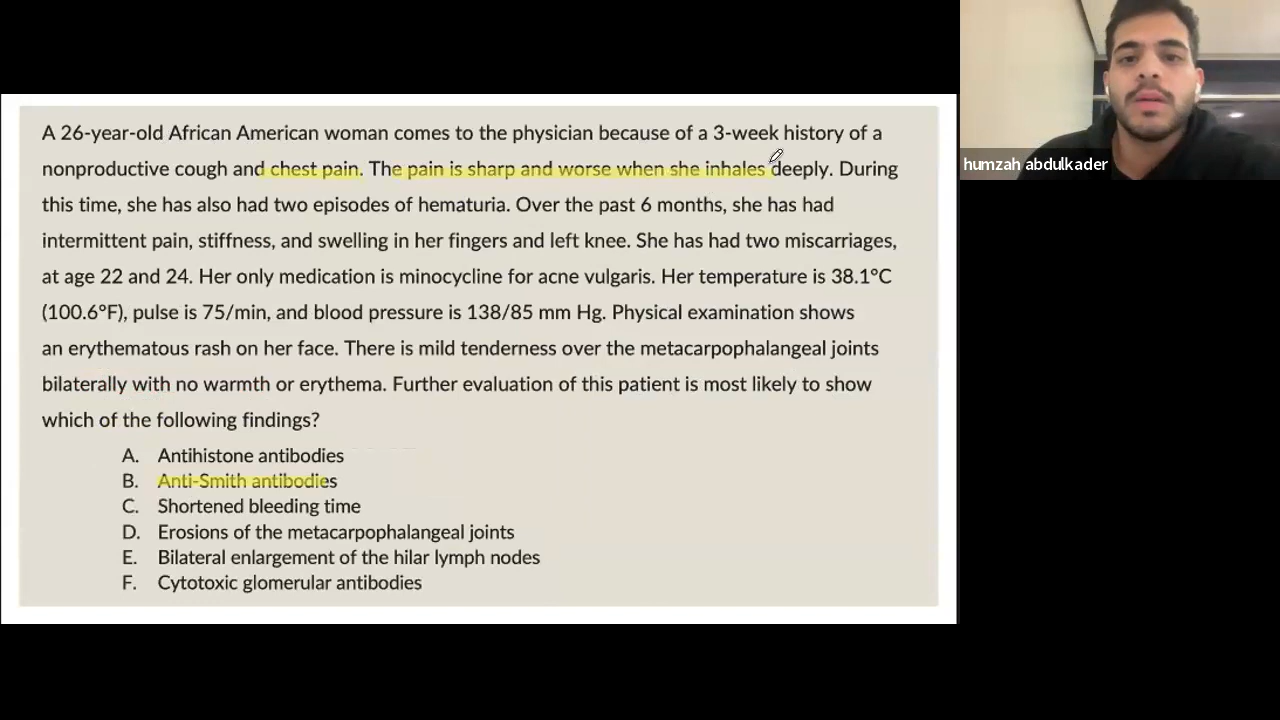 A 26-year-old African American woman comes to the physician because of a 3-week history of a
nonproductive cough and chest pain. The pain is sharp and worse when she inhales deeply. During
this time, she has also had two episodes of hematuria. Over the past 6 months, she has had
intermittent pain, stiffness, and swelling in her fingers and left knee. She has had two miscarriages,
at age 22 and 24. Her only medication is minocycline for acne vulgaris. Her temperature is 38.1°C
(100.6°F), pulse is 75/min, and blood pressure is 138/85 mm Hg. Physical examination shows
an erythematous rash on her face. There is mild tenderness over the metacarpophalangeal joints
bilaterally with no warmth or erythema. Further evaluation of this patient is most likely to show
which of the following findings?
A. Antihistone antibodies
B. Anti-Smith antibodies
C. Shortened bleeding time
D. Erosions of the metacarpophalangeal joints
E. Bilateral enlargement of the hilar lymph nodes
F. Cytotoxic glomerular antibodies
humzah abdulkader